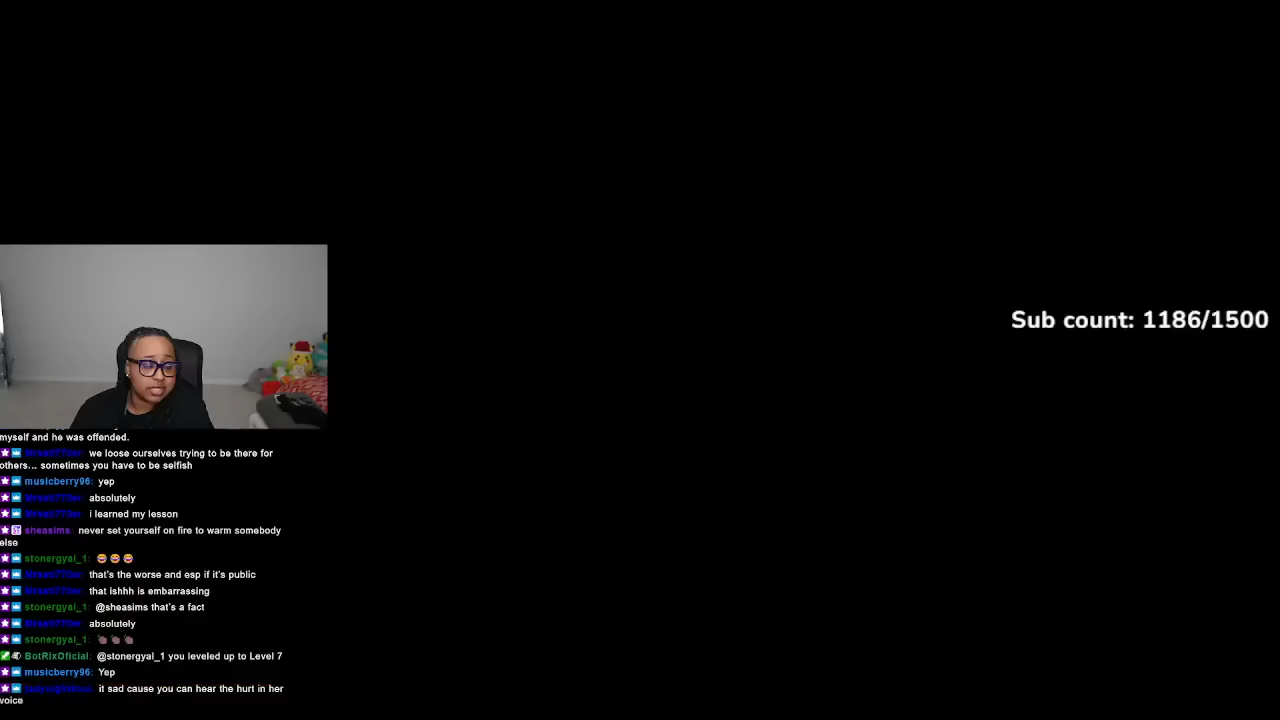 Sub count: 1186/1500
myself and he was offended.
we loose ourselves trying to be there for
others... sometimes you have to be selfish
musicberry96: yep
absolutely
i learned my lesson
sheasims: never set yourself on fire to warm somebody
else
stonergyal_1: 😂😂😂
that's the worse and esp if it's public
that ishhh is embarrassing
stonergyal_1: @sheasims that's a fact
absolutely
stonergyal_1:
BotRixOficial: @stonergyal_1 you leveled up to Level 7
musicberry96: Yep
it sad cause you can hear the hurt in her
voice